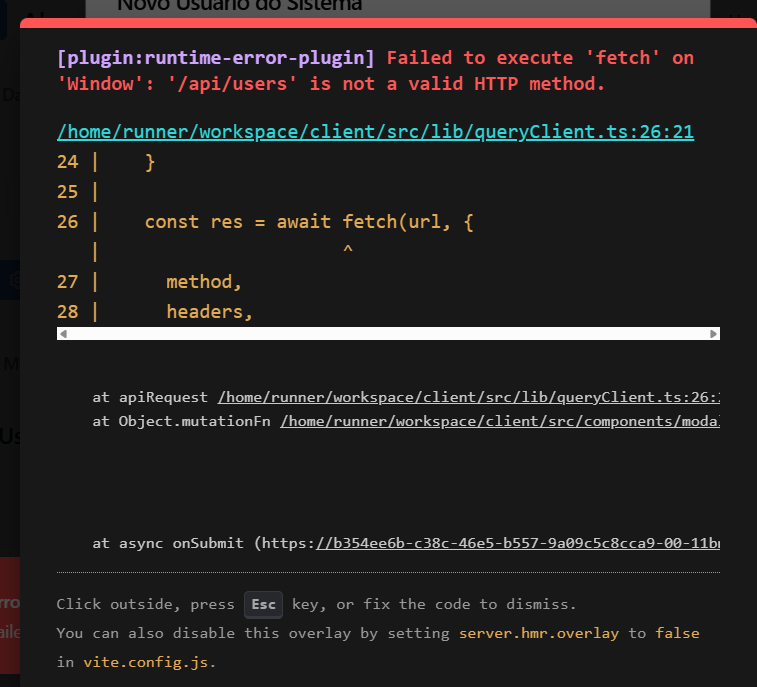 Novo Usuário do Sistema
[plugin:runtime-error-plugin] Failed to execute 'fetch' on
'Window': '/api/users' is not a valid HTTP method.
/home/runner/workspace/client/src/lib/queryClient.ts:26:21
24 |    }
25 |
26 |    const res = await fetch(url, {
   |                       ^
27 |      method,
28 |      headers,
at apiRequest /home/runner/workspace/client/src/lib/queryClient.ts:26:
at Object.mutationFn /home/runner/workspace/client/src/components/moda
at async onSubmit (https://b354ee6b-c38c-46e5-b557-9a09c5c8cca9-00-11b
Click outside, press Esc key, or fix the code to dismiss.
You can also disable this overlay by setting server.hmr.overlay to false
in vite.config.js.